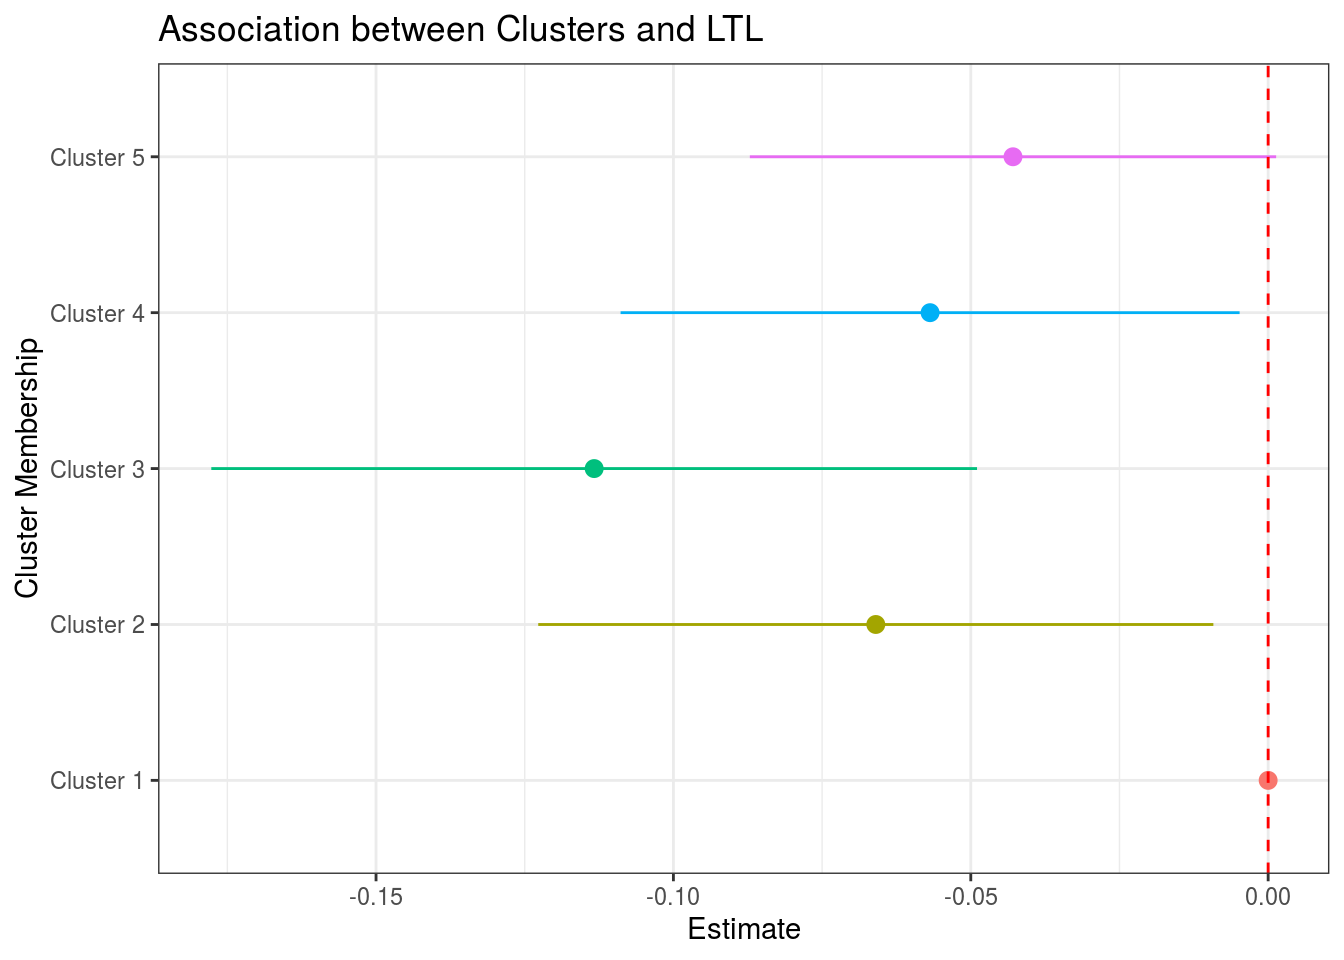 Association between Clusters and LTL
Cluster Membership
Cluster 5
Cluster 4
Cluster 3
Cluster 2
Cluster 1
-0.15 -0.10 -0.05 0.00
Estimate